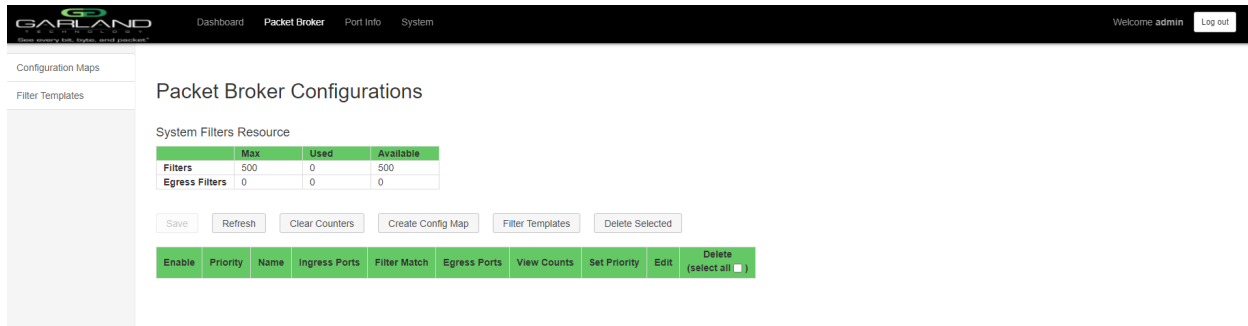 GARLAND
TECHNOLOGY
See every bit, byte, and packet™
Dashboard Packet Broker Port Info System
Welcome admin Log out
Configuration Maps
Filter Templates
Packet Broker Configurations
System Filters Resource
Max Used Available
Filters 500 0 500
Egress Filters 0 0 0
Save Refresh Clear Counters Create Config Map Filter Templates Delete Selected
Enable Priority Name Ingress Ports Filter Match Egress Ports View Counts Set Priority Edit Delete
(select all )